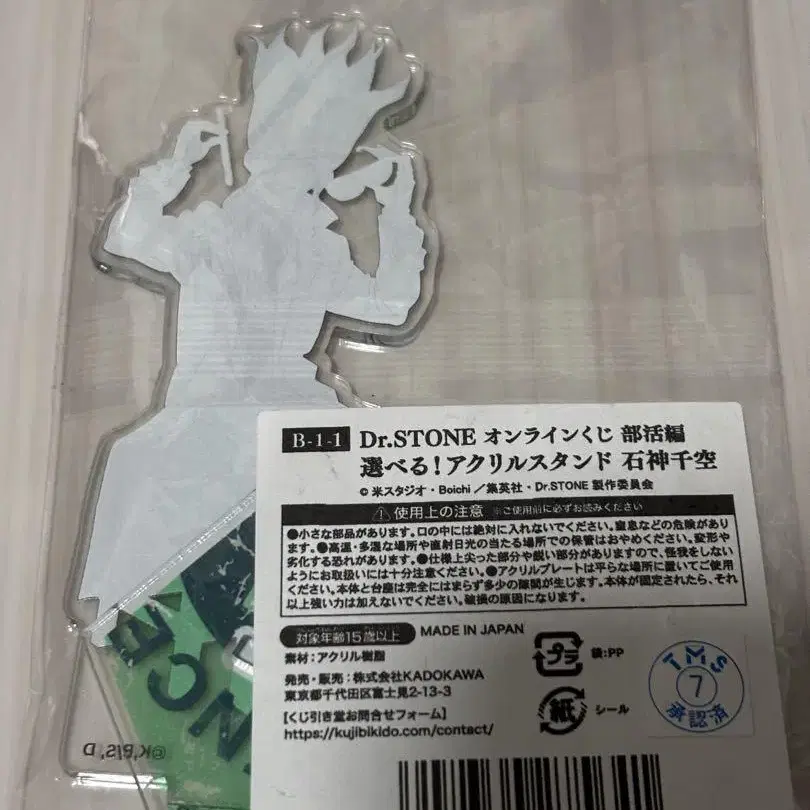 B-1-1 Dr.STONE オンラインくじ 部活編
選べる!アクリルスタンド 石神千空
© 米スタジオ・Boichi／集英社・Dr.STONE 製作委員会
使用上の注意 ※ご使用前に必ずお読みください
●小さな部品があります。口の中には絶対に入れないでください。窒息などの危険があり
ます。●高温・多湿な場所や直射日光の当たる場所での保管はおやめください。変形や
劣化する恐れがあります。●仕様上尖った部分や鋭い部分がありますので、怪我をしない
ようにお取扱いには十分注意ください。●アクリルプレートは平らな場所に置いてご使用
ください。本体と台座は完全にはまらず多少の隙間が生じます。本体が固定されたら、それ
以上強い力は加えないでください。破損の原因になります。
対象年齢15歳以上 MADE IN JAPAN
素材:アクリル樹脂
発売・販売:株式会社KADOKAWA
東京都千代田区富士見2-13-3
【くじ引き堂お問合せフォーム】
https://kujibikido.com/contact/
プラ 袋:PP
紙 シール
TMS
7
承認済
©K,B/S,D